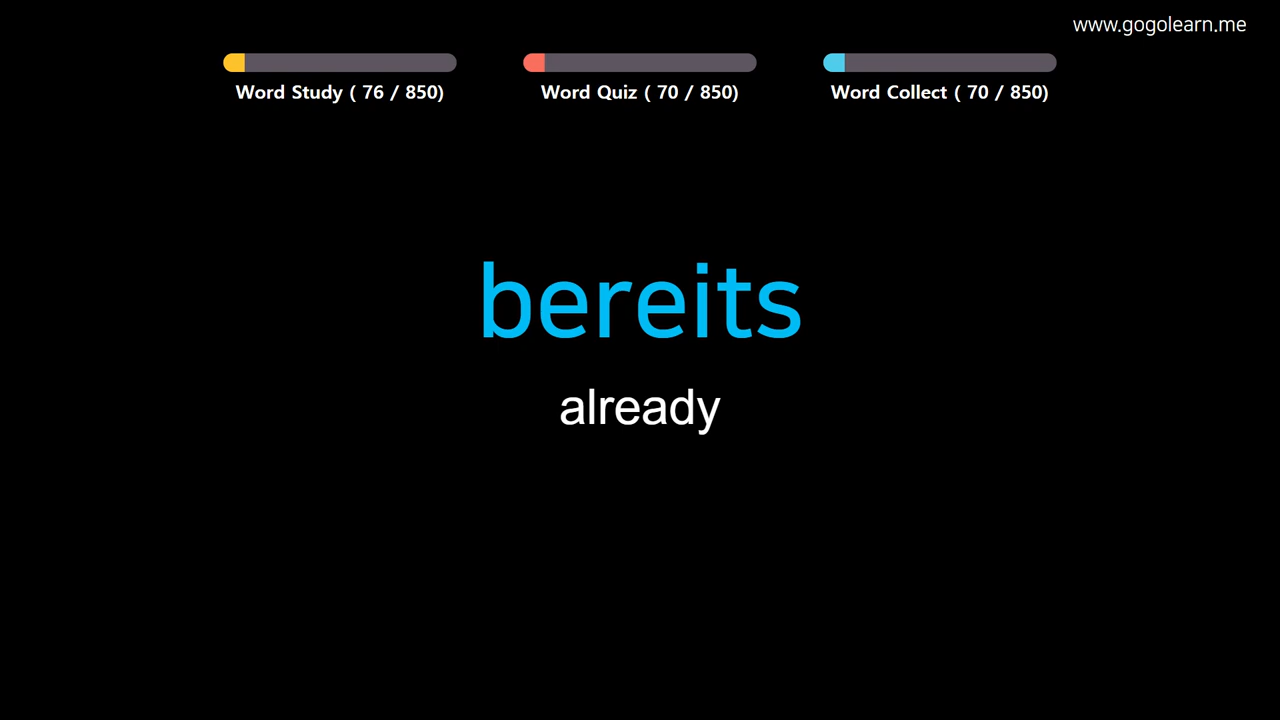 www.gogolearn.me
Word Study ( 76 / 850)
Word Quiz ( 70 / 850)
Word Collect ( 70 / 850)
bereits
already